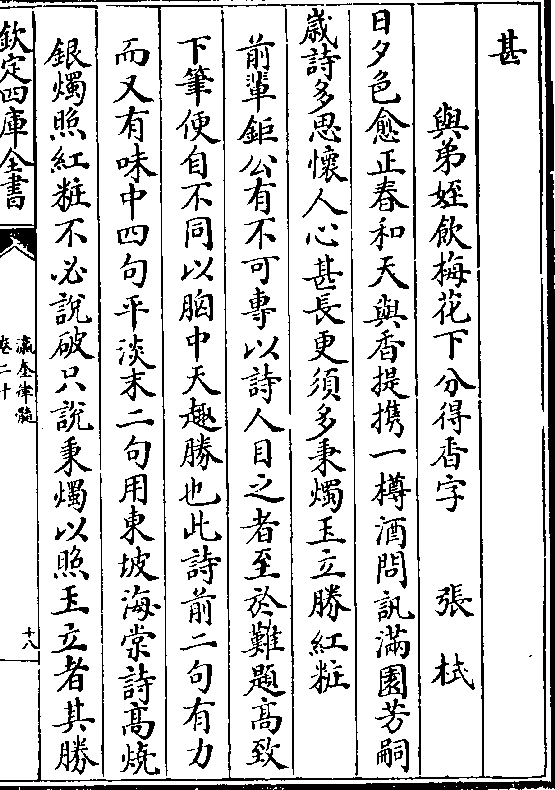 甚
與弟姪飲梅花下分得香字　張栻
日夕色愈正春和天與香提携一樽酒問訊滿園芳嗣
歳詩多思懷人心甚長更須多秉燭玉立勝紅粧
前輩鉅公有不可專以詩人目之者至於難題髙致
下筆便自不同以胸中天趣勝也此詩前二句有力
而又有味中四句平淡末二句用東坡海棠詩髙燒
銀燭照紅粧不必說破只說秉燭以照玉立者其勝
欽定四庫全書
瀛奎律髓
卷二十
十八